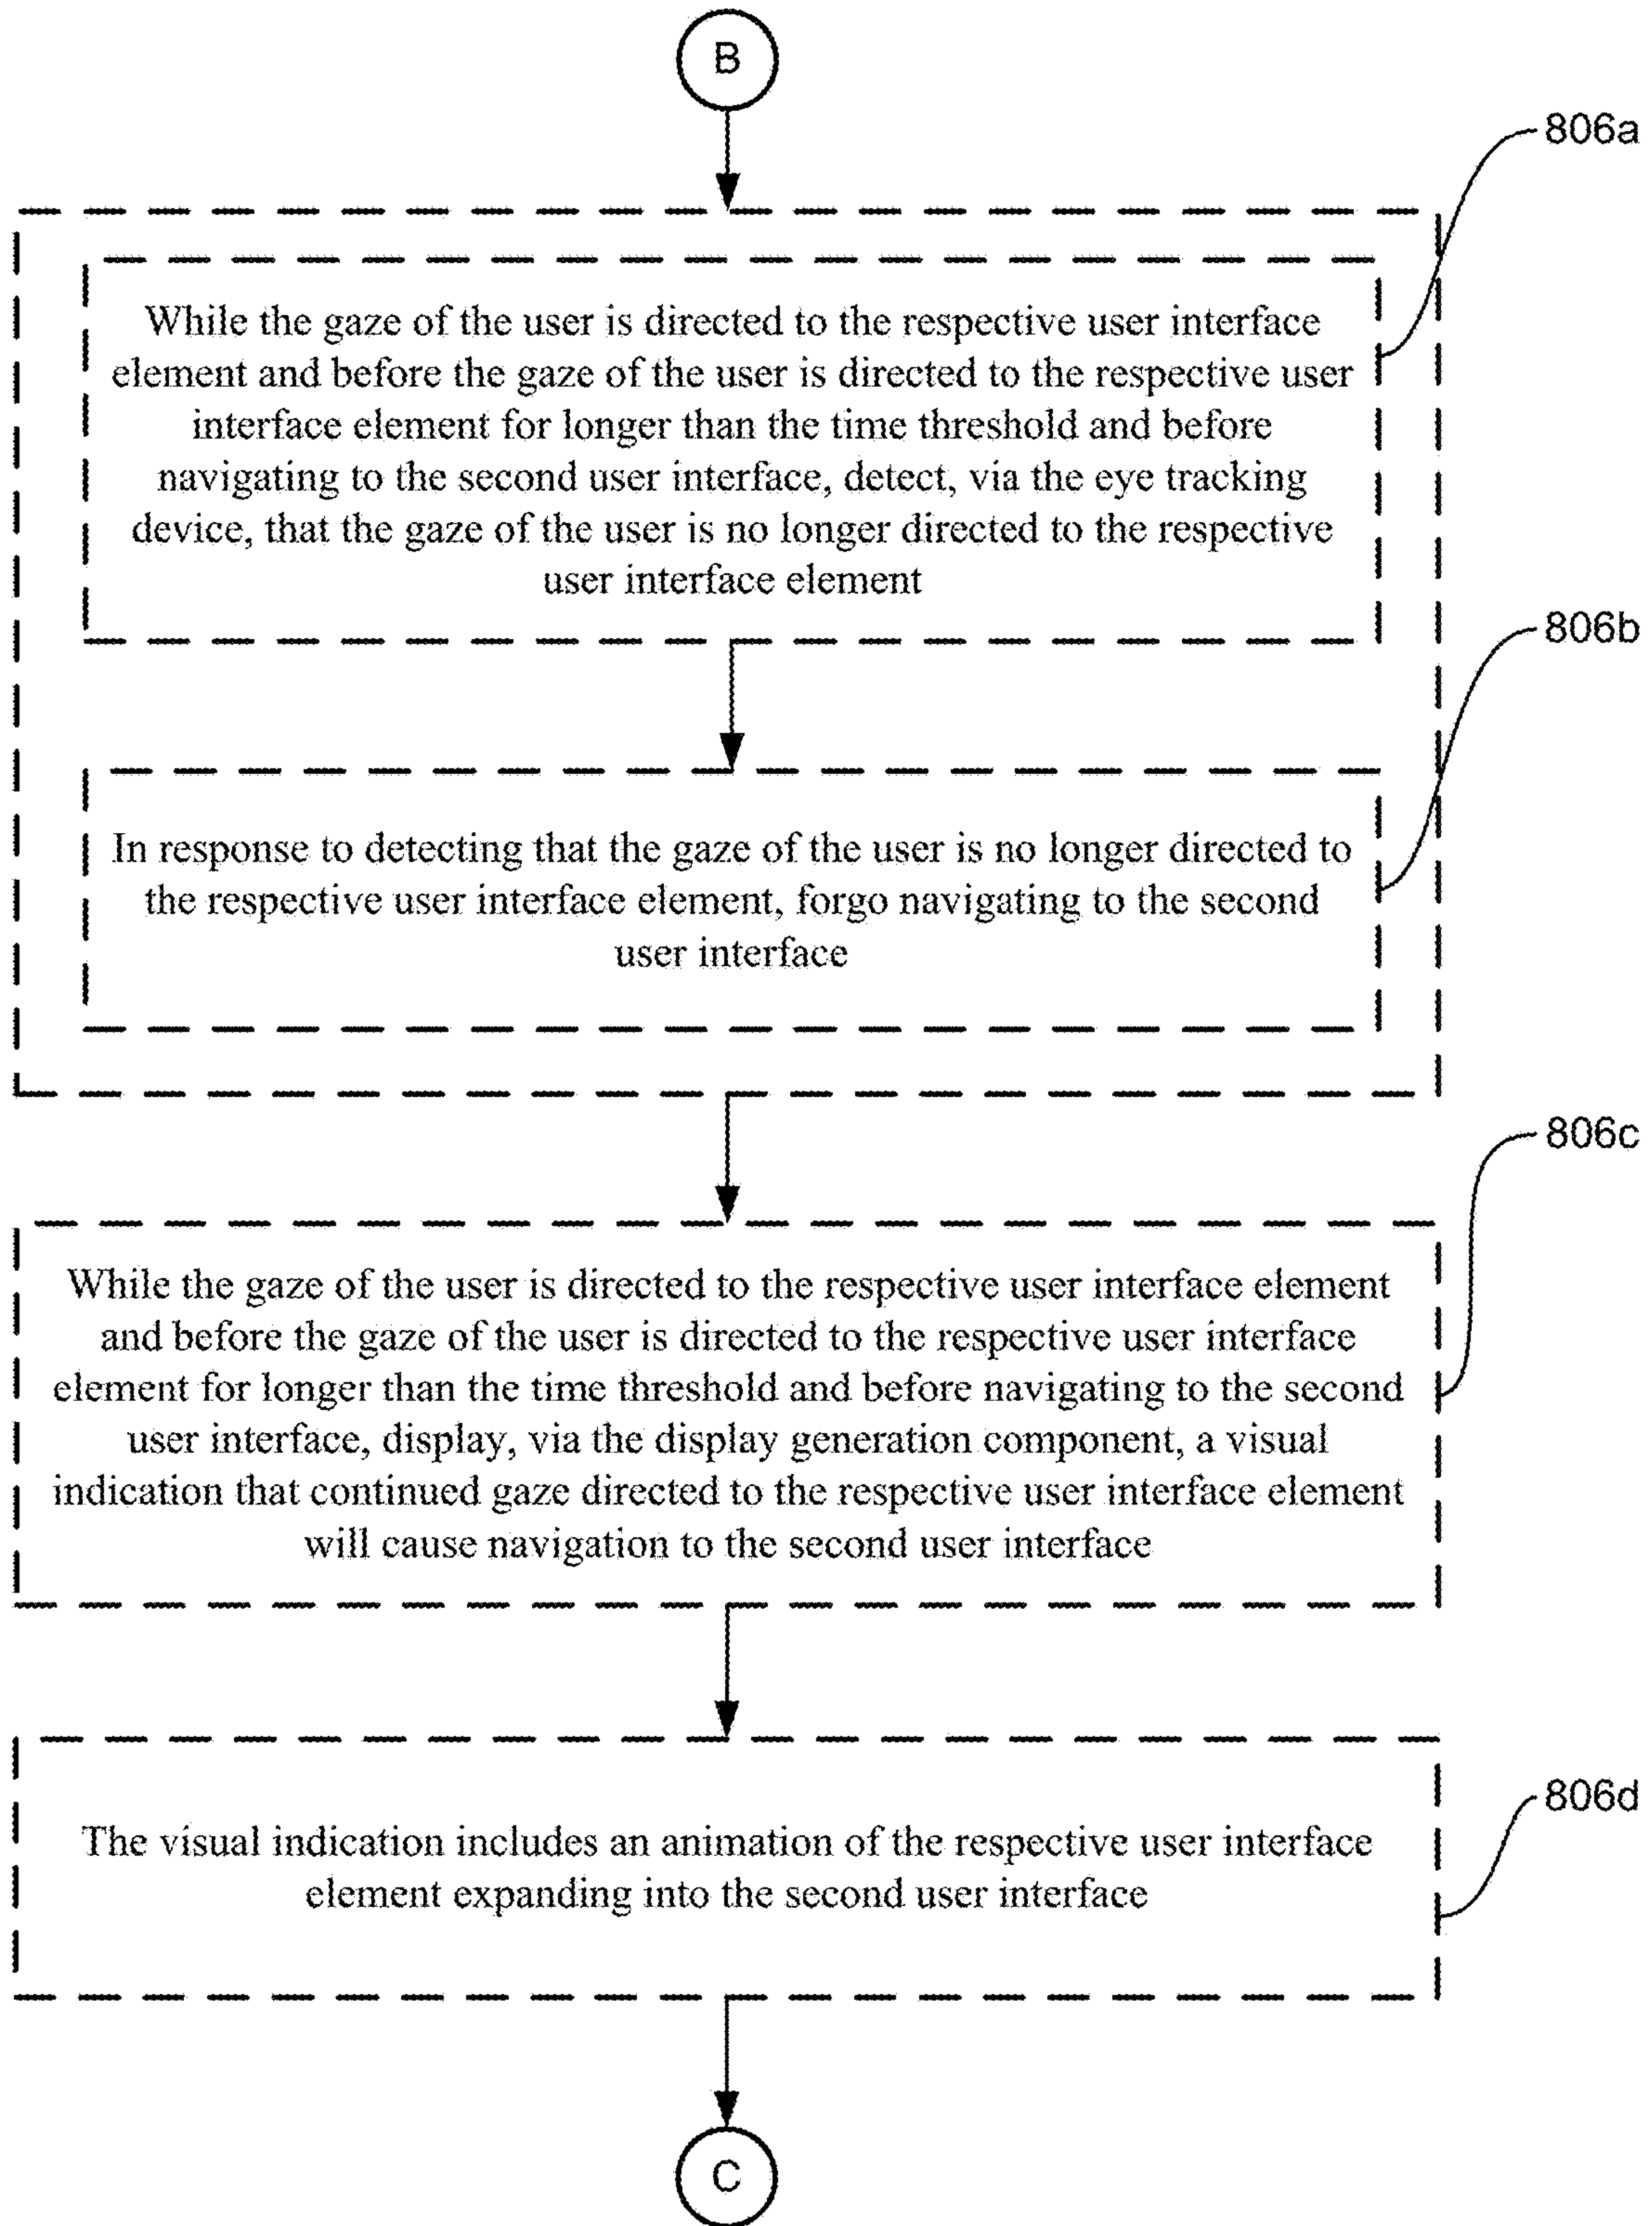 B
806a
While the gaze of the user is directed to the respective user interface
element and before the gaze of the user is directed to the respective user
interface element for longer than the time threshold and before
navigating to the second user interface, detect, via the eye tracking
device, that the gaze of the user is no longer directed to the respective
user interface element
806b
In response to detecting that the gaze of the user is no longer directed to
the respective user interface element, forgo navigating to the second
user interface
806c
While the gaze of the user is directed to the respective user interface element
and before the gaze of the user is directed to the respective user interface
element for longer than the time threshold and before navigating to the second
user interface, display, via the display generation component, a visual
indication that continued gaze directed to the respective user interface element
will cause navigation to the second user interface
806d
The visual indication includes an animation of the respective user interface
element expanding into the second user interface
C